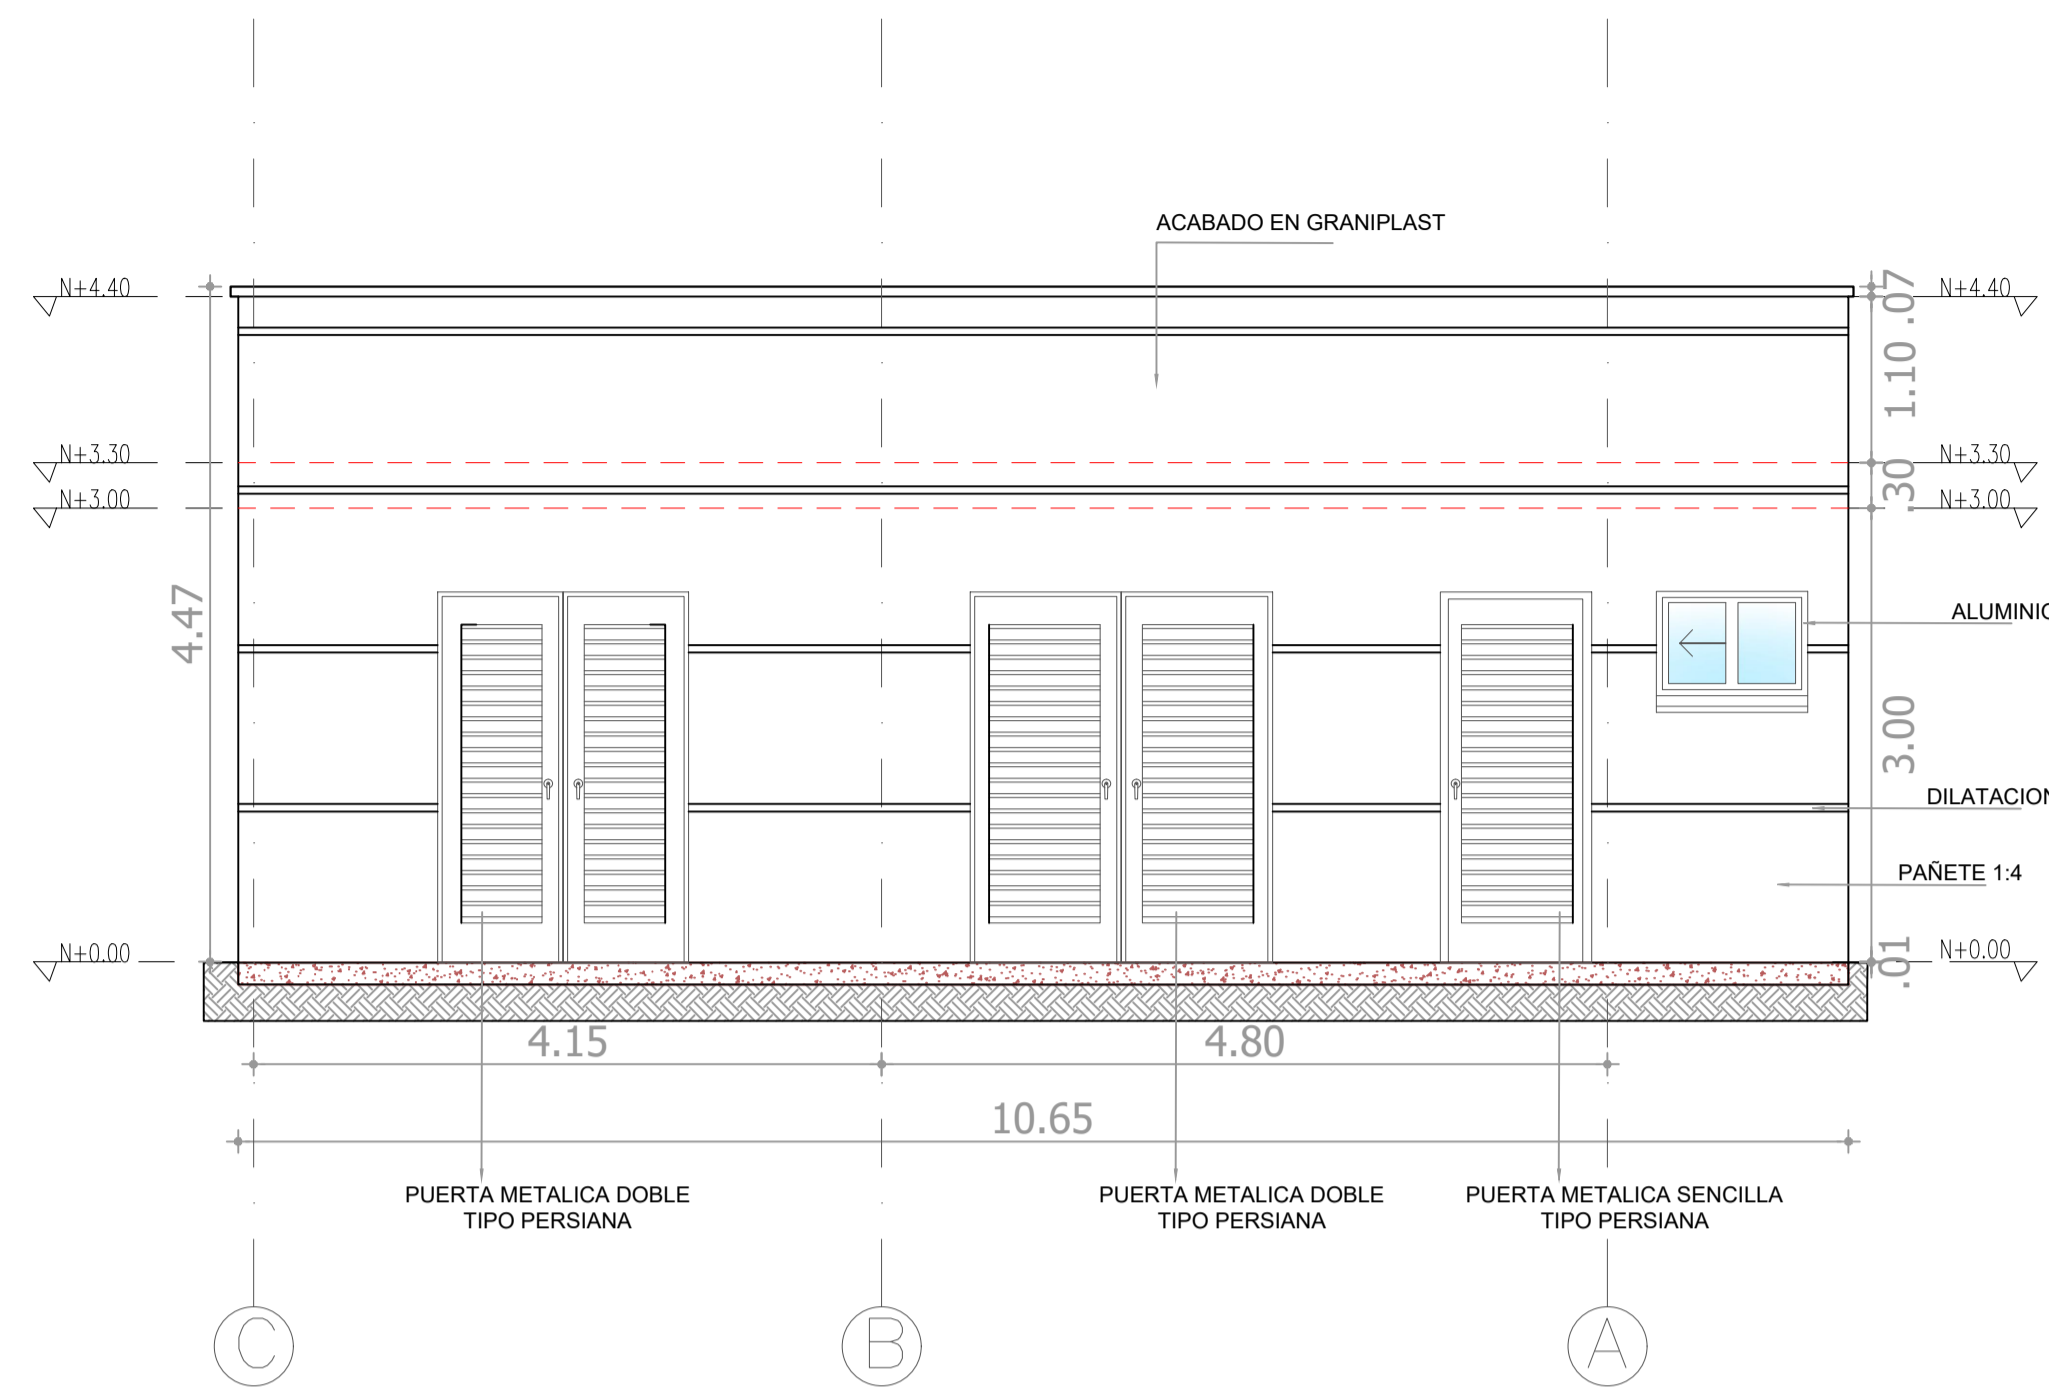 ACABADO EN GRANIPLAST
N+4.40
N+4.40
.07
1.10
N+3.30
N+3.30
.30
N+3.00
N+3.00
4.47
ALUMINIO
3.00
DILATACION
PAÑETE 1:4
N+0.00
N+0.00
.01
4.15
4.80
10.65
PUERTA METALICA DOBLE
TIPO PERSIANA
PUERTA METALICA DOBLE
TIPO PERSIANA
PUERTA METALICA SENCILLA
TIPO PERSIANA
C
B
A